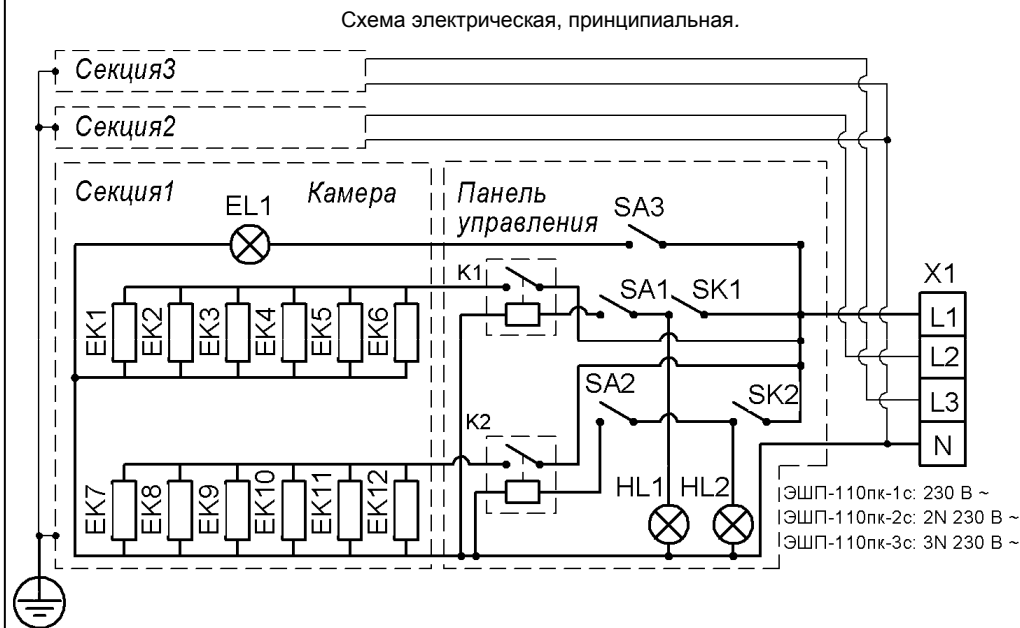 Схема электрическая, принципиальная.
Секция3
Секция2
Секция1
Камера
Панель
управления
EL1
SA3
K1
SA1
SK1
X1
EK1
EK2
EK3
EK4
EK5
EK6
L1
L2
L3
N
SA2
SK2
K2
EK7
EK8
EK9
EK10
EK11
EK12
HL1
HL2
ЭШП-110пк-1с: 230 В ~
ЭШП-110пк-2с: 2N 230 В ~
ЭШП-110пк-3с: 3N 230 В ~